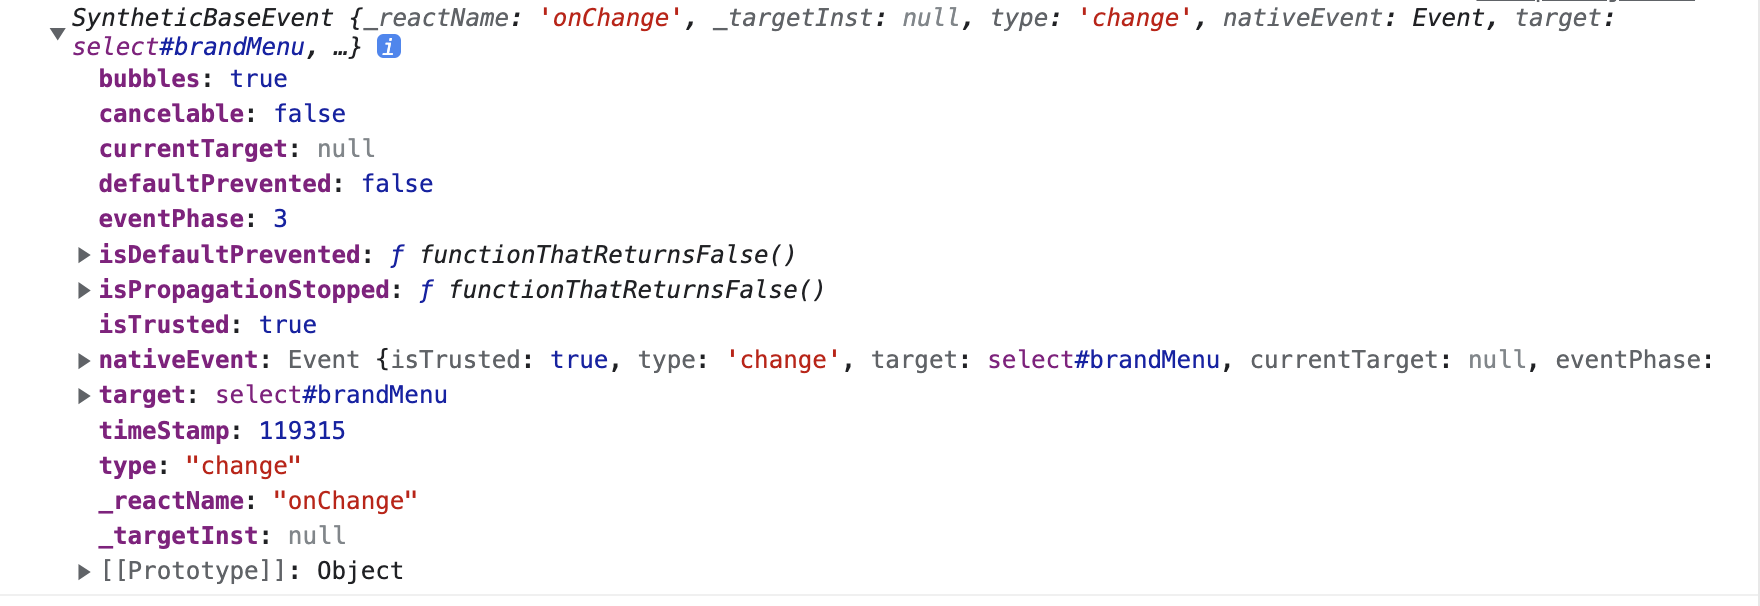 SyntheticBaseEvent {_reactName: 'onChange', _targetInst: null, type: 'change', nativeEvent: Event, target:
select#brandMenu, …} i
bubbles: true
cancelable: false
currentTarget: null
defaultPrevented: false
eventPhase: 3
isDefaultPrevented: ƒ functionThatReturnsFalse()
isPropagationStopped: ƒ functionThatReturnsFalse()
isTrusted: true
nativeEvent: Event {isTrusted: true, type: 'change', target: select#brandMenu, currentTarget: null, eventPhase:
target: select#brandMenu
timeStamp: 119315
type: "change"
_reactName: "onChange"
_targetInst: null
[[Prototype]]: Object